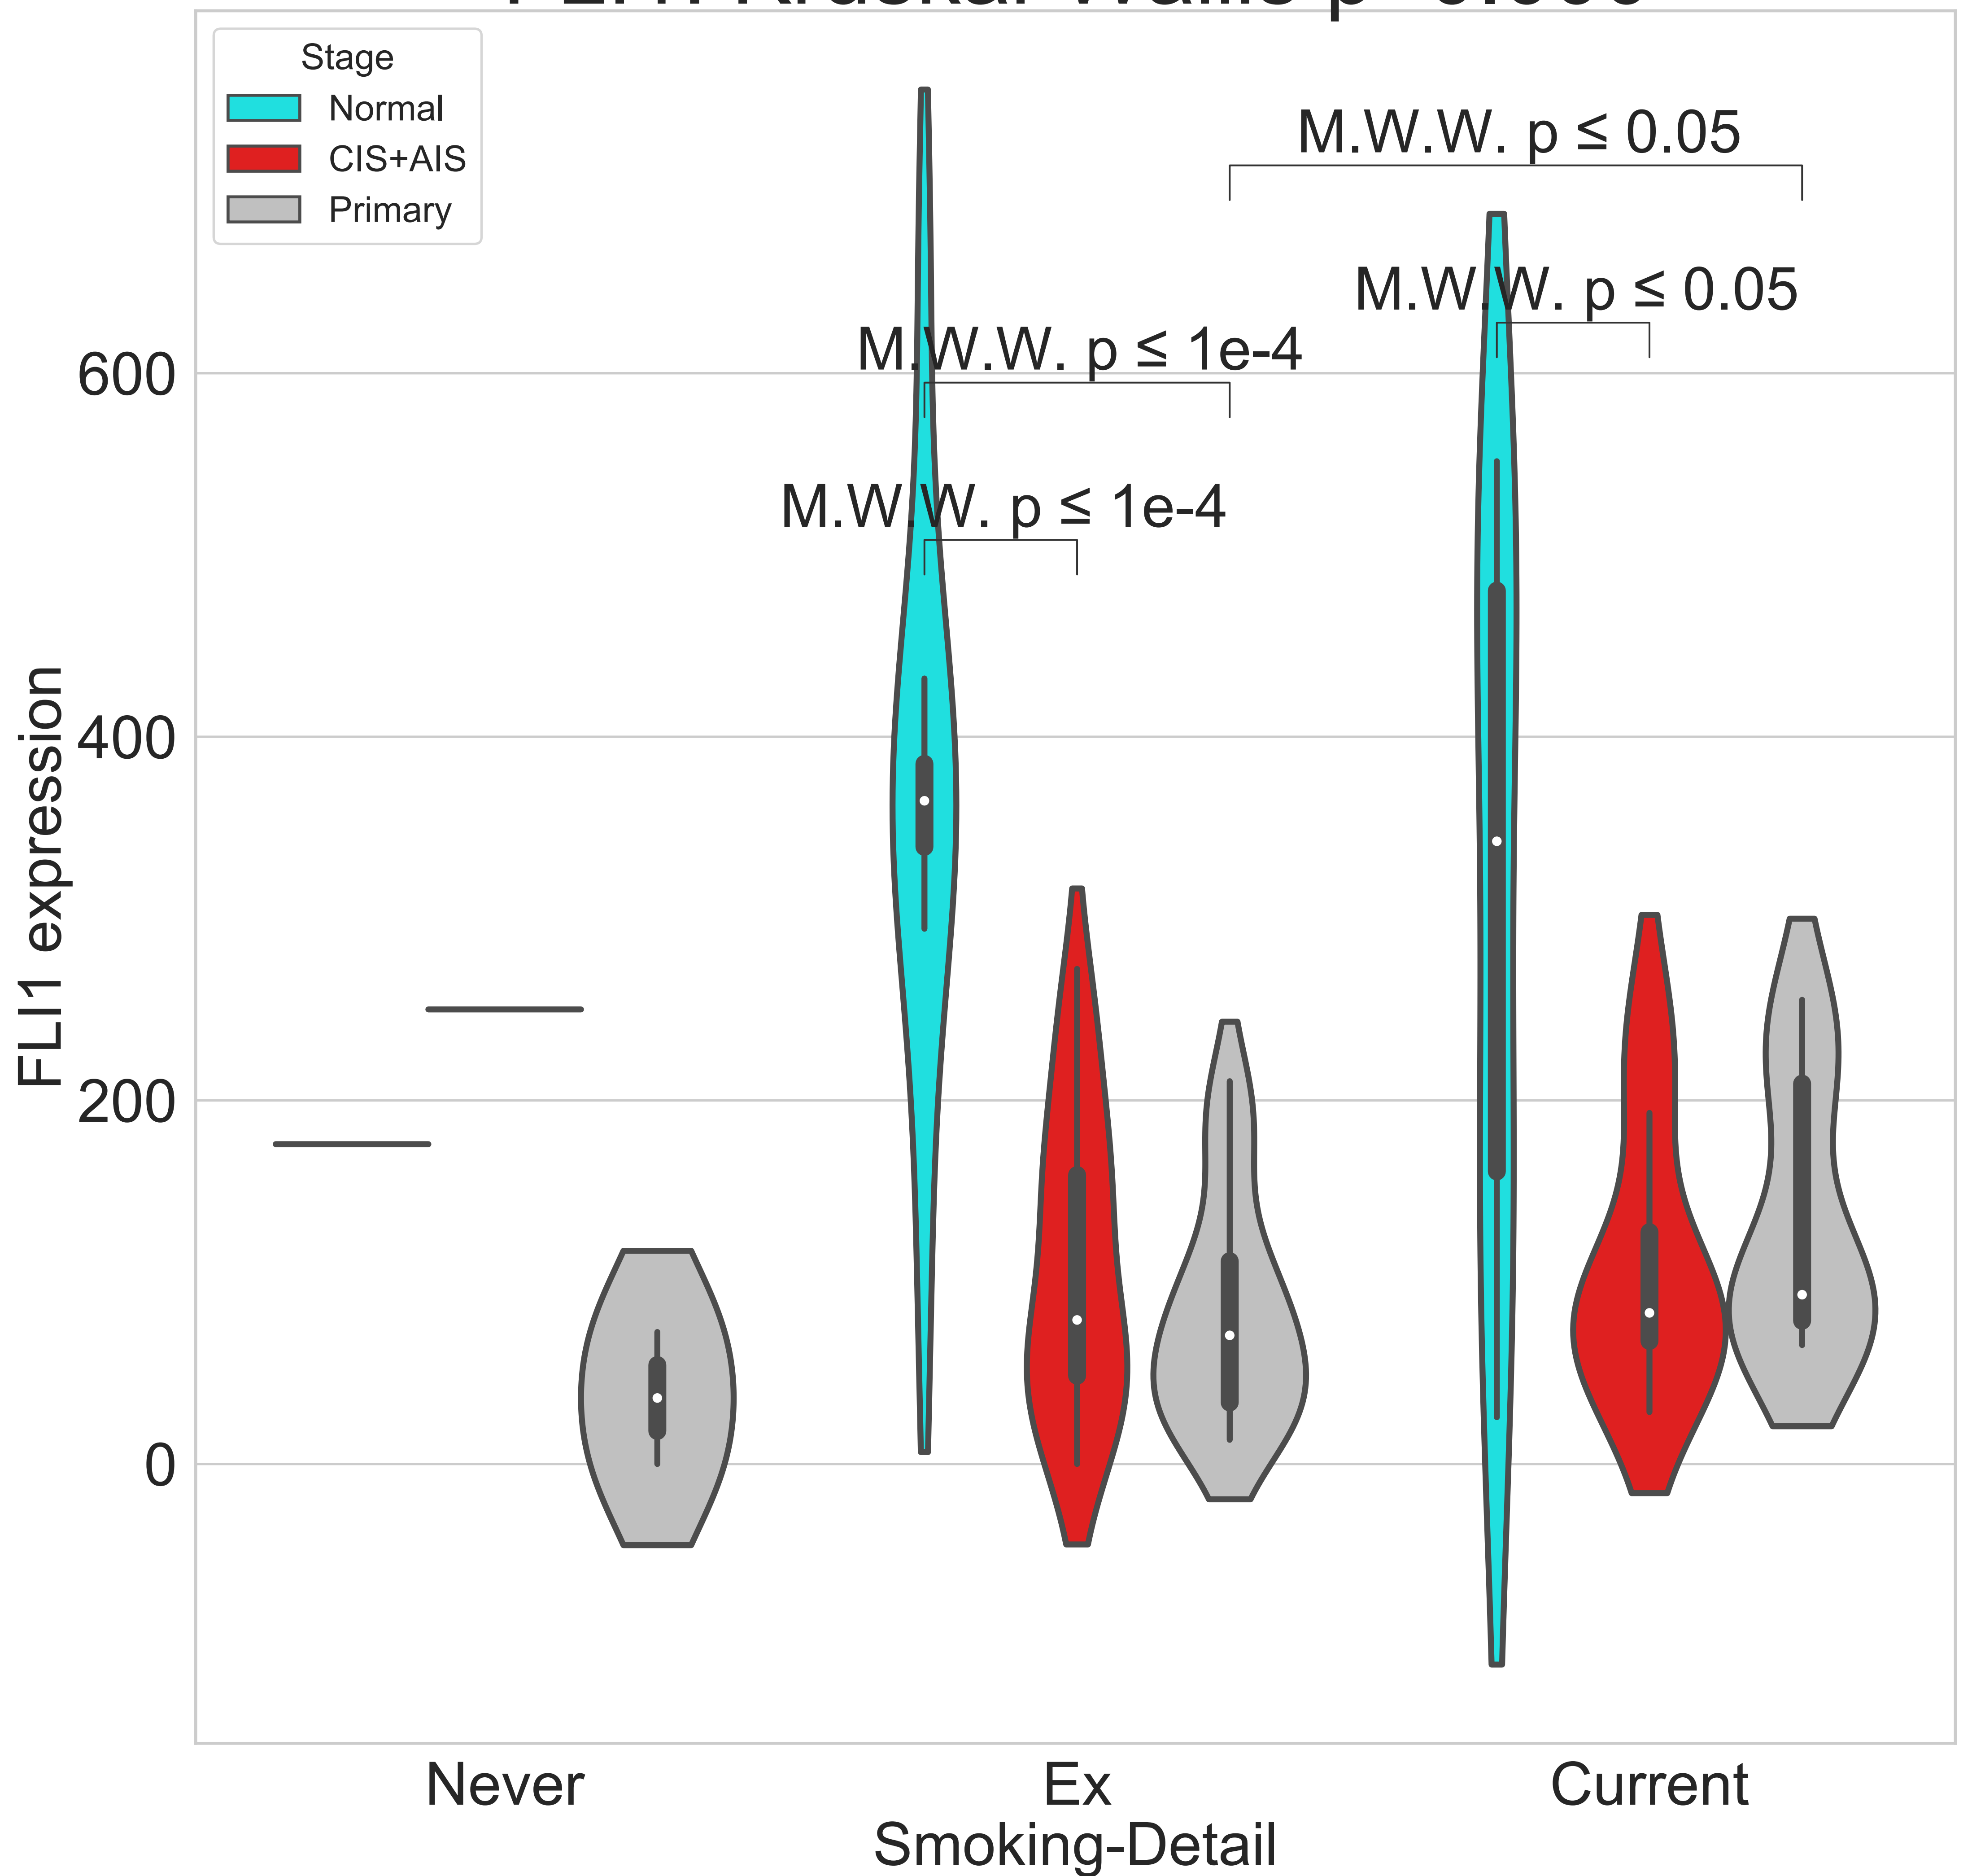 Stage
Normal
CIS+AIS
Primary
M.W.W. p ≤ 0.05
M.W.W. p ≤ 0.05
M.W.W. p ≤ 1e-4
M.W.W. p ≤ 1e-4
600
400
200
0
FLI1 expression
Never
Ex
Current
Smoking-Detail